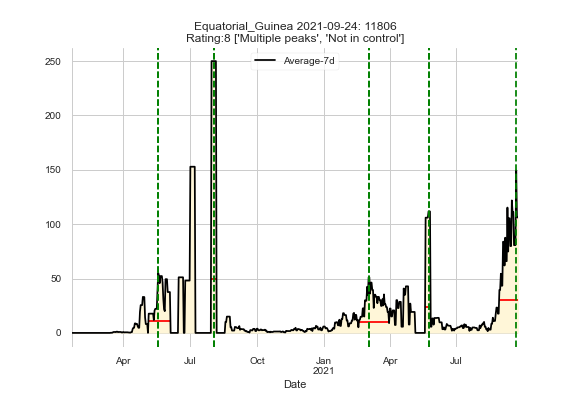 Equatorial_Guinea 2021-09-24: 11806
Rating:8 ['Multiple peaks', 'Not in control']
Average-7d
250
200
150
100
50
0
Apr Jul Oct Jan Apr Jul
2021
Date